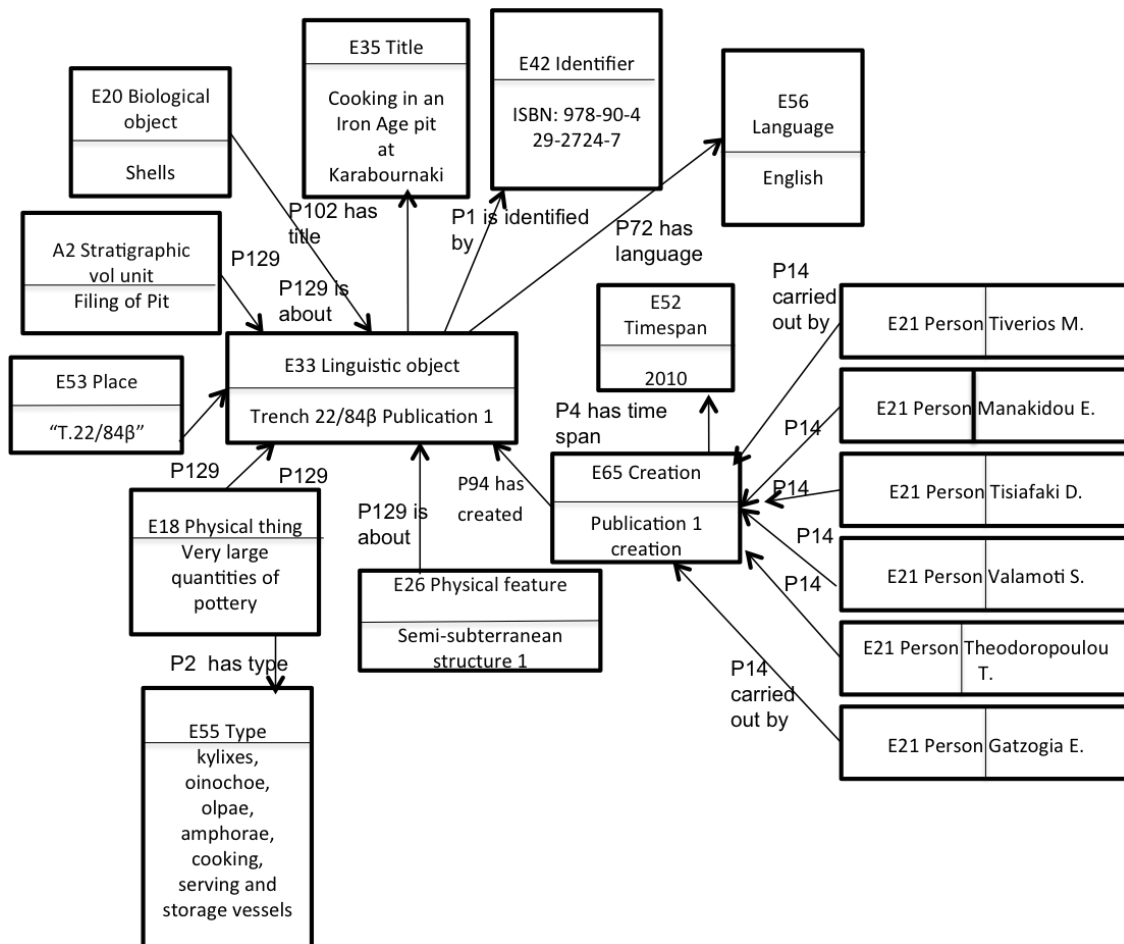 E35 Title
Cooking in an
Iron Age pit
at
Karabournaki
E42 Identifier
ISBN: 978-90-4
29-2724-7
E56
Language
English
E20 Biological
object
Shells
P102 has
title
P1 is identified
by
P72 has
language
A2 Stratigraphic
vol unit
Filing of Pit
P129
P129 is
about
E52
Timespan
2010
P14
carried
out by
E21 Person Tiverios M.
E33 Linguistic object
Trench 22/84β Publication 1
E53 Place
“T.22/84β”
P4 has time
span
E21 Person Manakidou E.
P14
P129
P129
P94 has
created
E65 Creation
Publication 1
creation
P14
E21 Person Tisiafaki D.
P129 is
about
E18 Physical thing
Very large
quantities of
pottery
P14
E21 Person Valamoti S.
E26 Physical feature
Semi-subterranean
structure 1
P14
E21 Person Theodoropoulou
T.
P2 has type
P14
carried
out by
E21 Person Gatzogia E.
E55 Type
kylixes,
oinochoe,
olpae,
amphorae,
cooking,
serving and
storage vessels